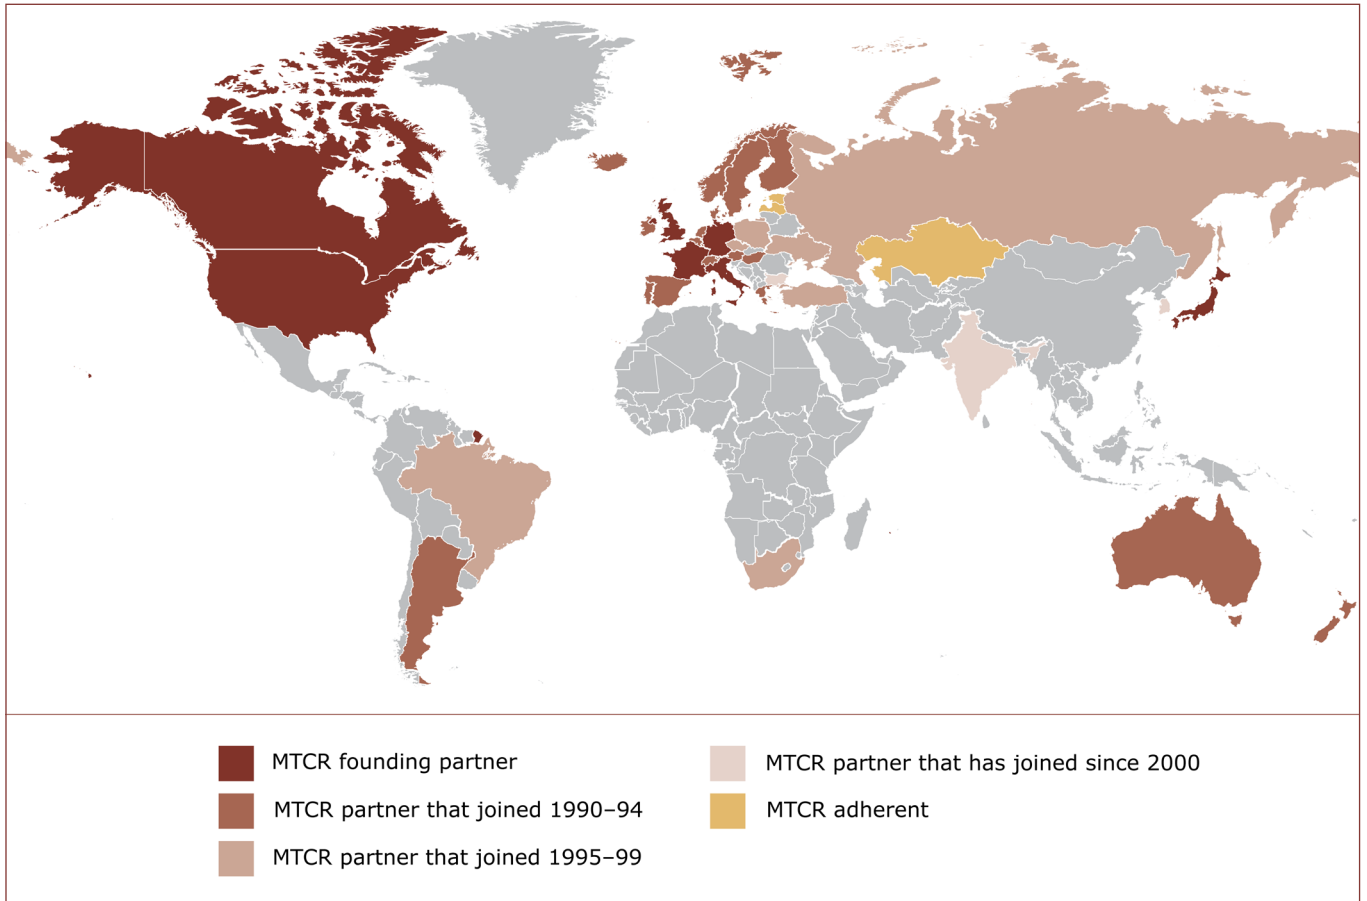 MTCR founding partner
MTCR partner that joined 1990–94
MTCR partner that joined 1995–99
MTCR partner that has joined since 2000
MTCR adherent